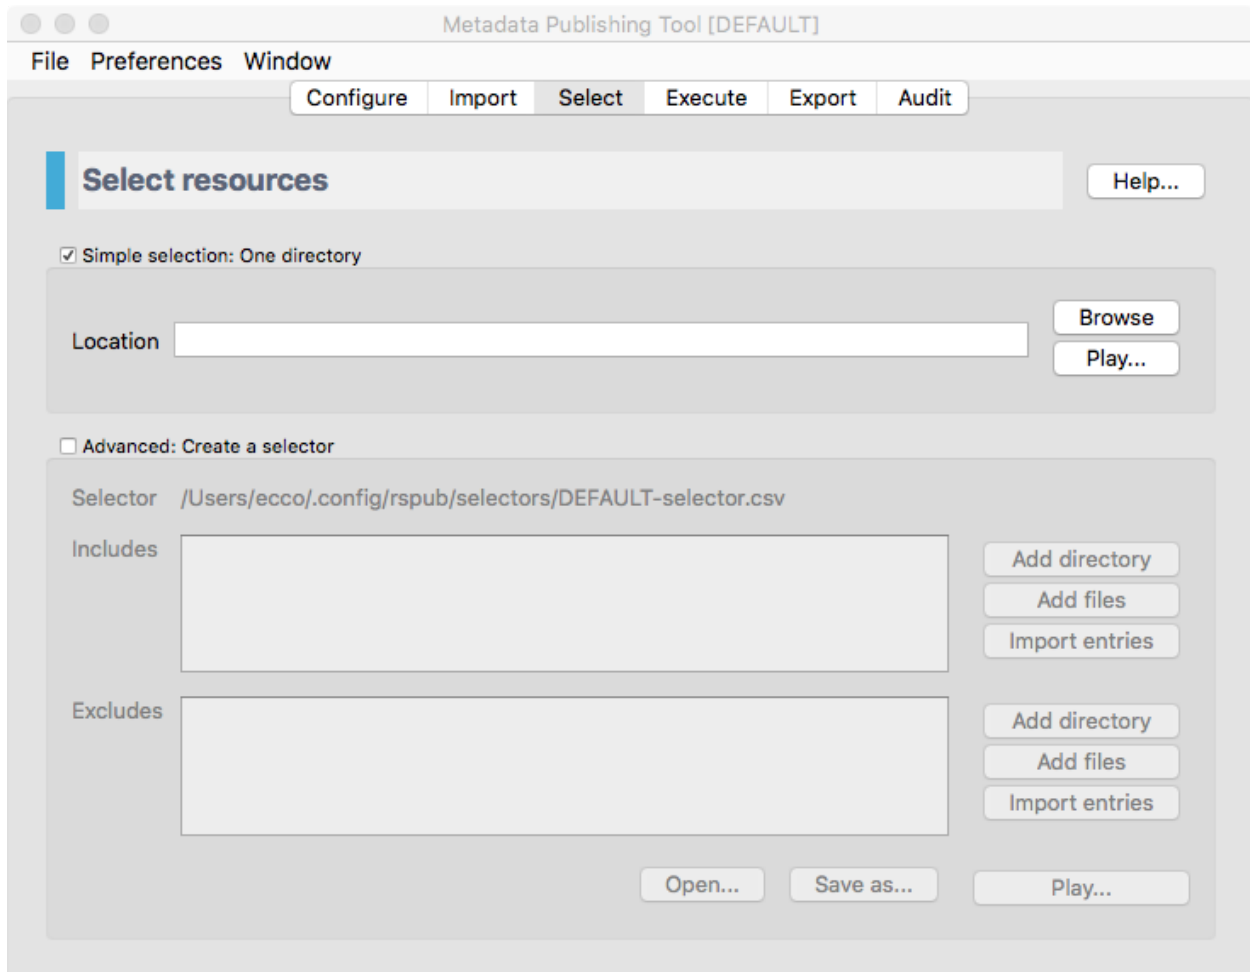 Metadata Publishing Tool [DEFAULT]
File Preferences Window
Configure Import Select Execute Export Audit
Select resources
Help...
Simple selection: One directory
Location
Browse
Play...
Advanced: Create a selector
Selector /Users/ecco/.config/rspub/selectors/DEFAULT-selector.csv
Includes
Add directory
Add files
Import entries
Excludes
Add directory
Add files
Import entries
Open... Save as... Play...